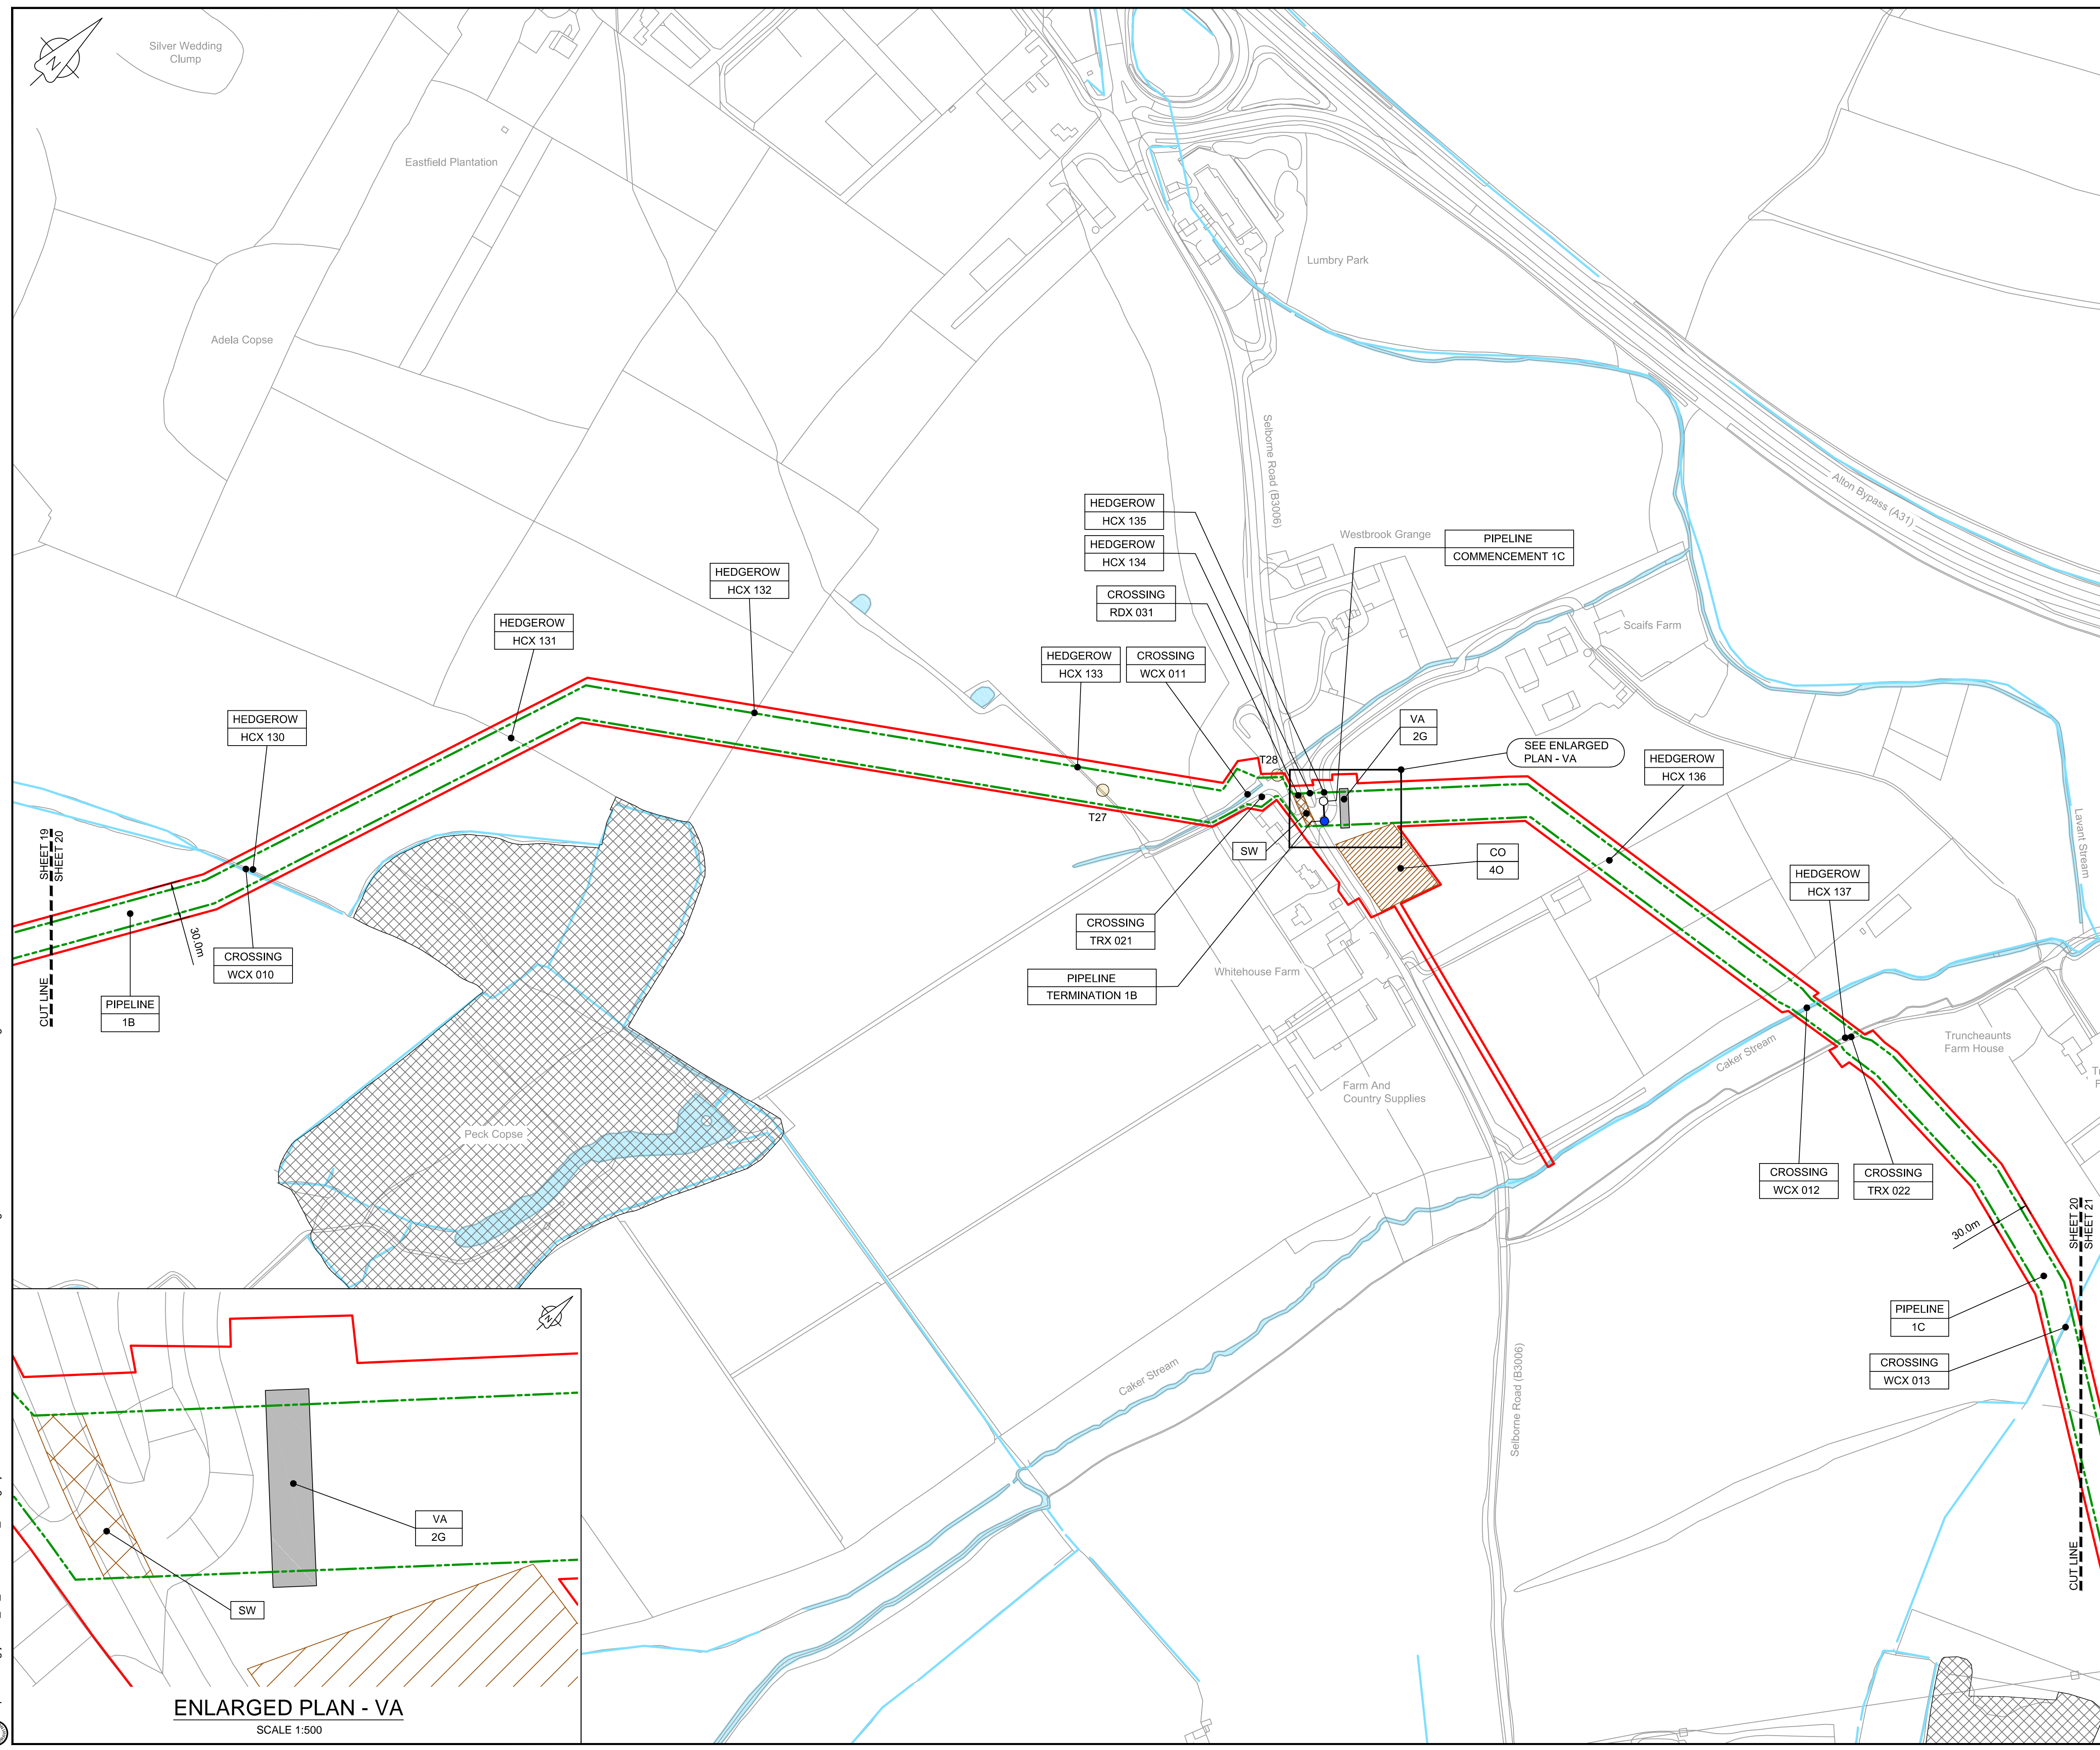 N
Silver Wedding
Clump
Eastfield Plantation
Adela Copse
Lumbry Park
Selborne Road (B3006)
Alton Bypass (A31)
HEDGEROW
HCX 135
HEDGEROW
HCX 134
CROSSING
RDX 031
Westbrook Grange
PIPELINE
COMMENCEMENT 1C
HEDGEROW
HCX 132
HEDGEROW
HCX 131
HEDGEROW
HCX 130
HEDGEROW
HCX 133
CROSSING
WCX 011
Scaifs Farm
VA
2G
SEE ENLARGED
PLAN - VA
HEDGEROW
HCX 136
T28
T27
SW
CO
4O
HEDGEROW
HCX 137
Lavant Stream
SHEET 19
SHEET 20
CUT LINE
30.0m
PIPELINE
1B
CROSSING
WCX 010
CROSSING
TRX 021
PIPELINE
TERMINATION 1B
Whitehouse Farm
Farm And
Country Supplies
Caker Stream
Truncheaunts
Farm House
Peck Copse
CROSSING
WCX 012
CROSSING
TRX 022
30.0m
SHEET 20
SHEET 21
CUT LINE
PIPELINE
1C
CROSSING
WCX 013
Caker Stream
Selborne Road (B3006)
N
VA
2G
SW
ENLARGED PLAN - VA
SCALE 1:500